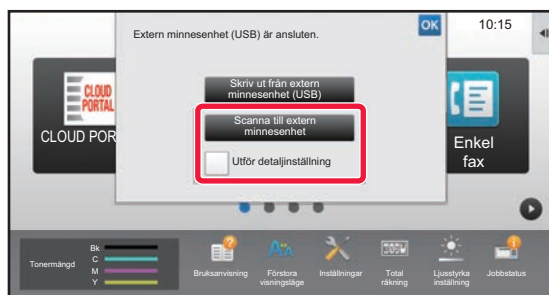 Extern minnesenhet (USB) är ansluten.
OK
10:15
Skriv ut från extern
minnesenhet (USB)
Scanna till extern
minnesenhet
Utför detaljinställning
CLOUD
PORTAL
CLOUD POR
Enkel
fax
Tonermängd
Bk
C
M
Y
Bruksanvisning
Förstora
visningsläge
Inställningar
Total
räkning
Ljusstyrka
inställning
Jobbstatus